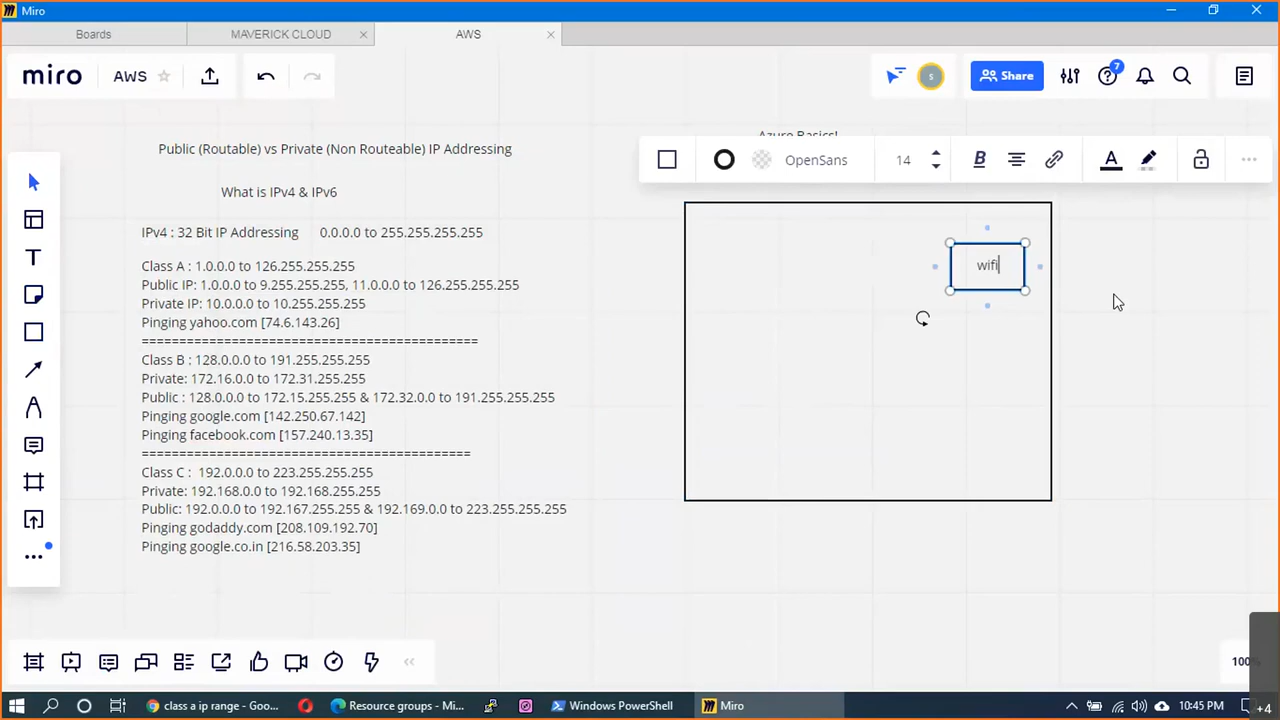 Miro
Boards
MAVERICK CLOUD
AWS
miro
AWS
s
Share
7
Public (Routable) vs Private (Non Routeable) IP Addressing
Azure Basics!
OpenSans
14
B
A
What is IPv4 & IPv6
IPv4 : 32 Bit IP Addressing 0.0.0.0 to 255.255.255.255
Class A : 1.0.0.0 to 126.255.255.255
Public IP: 1.0.0.0 to 9.255.255.255, 11.0.0.0 to 126.255.255.255
Private IP: 10.0.0.0 to 10.255.255.255
Pinging yahoo.com [74.6.143.26]
=============================================
Class B : 128.0.0.0 to 191.255.255.255
Private: 172.16.0.0 to 172.31.255.255
Public : 128.0.0.0 to 172.15.255.255 & 172.32.0.0 to 191.255.255.255
Pinging google.com [142.250.67.142]
Pinging facebook.com [157.240.13.35]
============================================
Class C : 192.0.0.0 to 223.255.255.255
Private: 192.168.0.0 to 192.168.255.255
Public: 192.0.0.0 to 192.167.255.255 & 192.169.0.0 to 223.255.255.255
Pinging godaddy.com [208.109.192.70]
Pinging google.co.in [216.58.203.35]
wifi
100%
class a ip range - Goo...
Resource groups - Mi...
Windows PowerShell
Miro
10:45 PM
+4